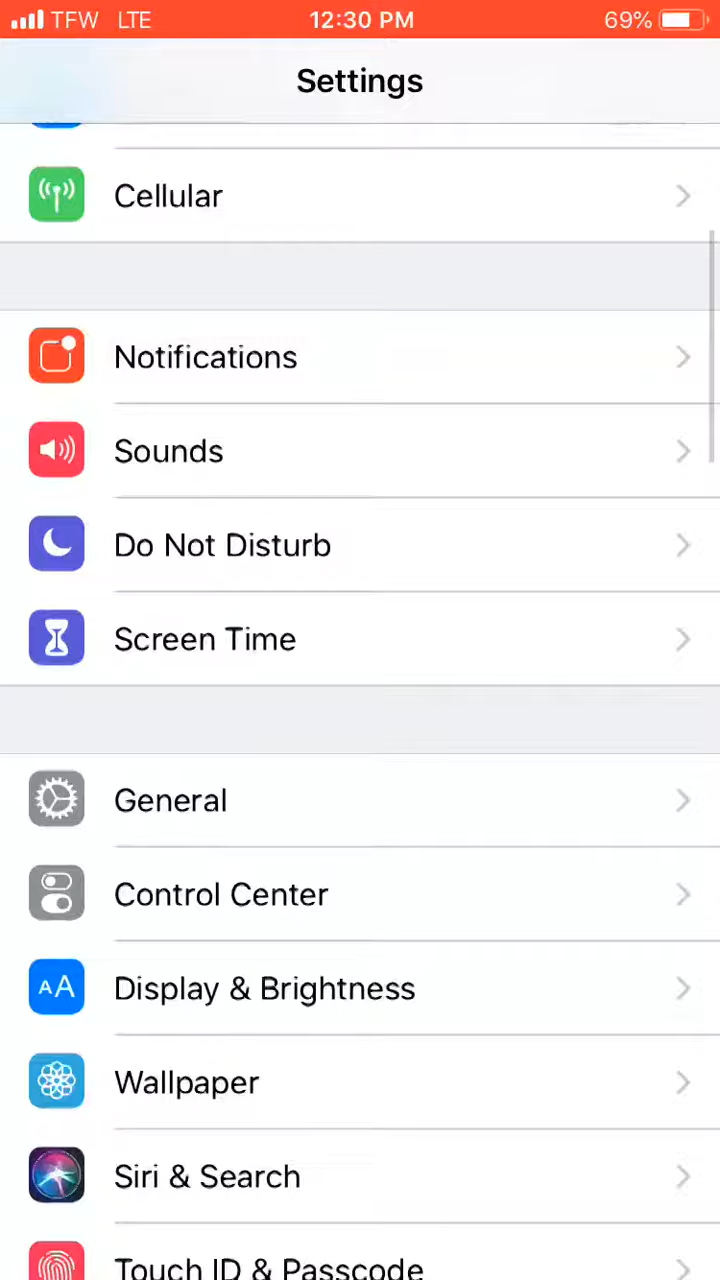 TFW LTE 12:30 PM 69%
Settings
Cellular
Notifications
Sounds
Do Not Disturb
Screen Time
General
Control Center
AA Display & Brightness
Wallpaper
Siri & Search
Touch ID & Passcode